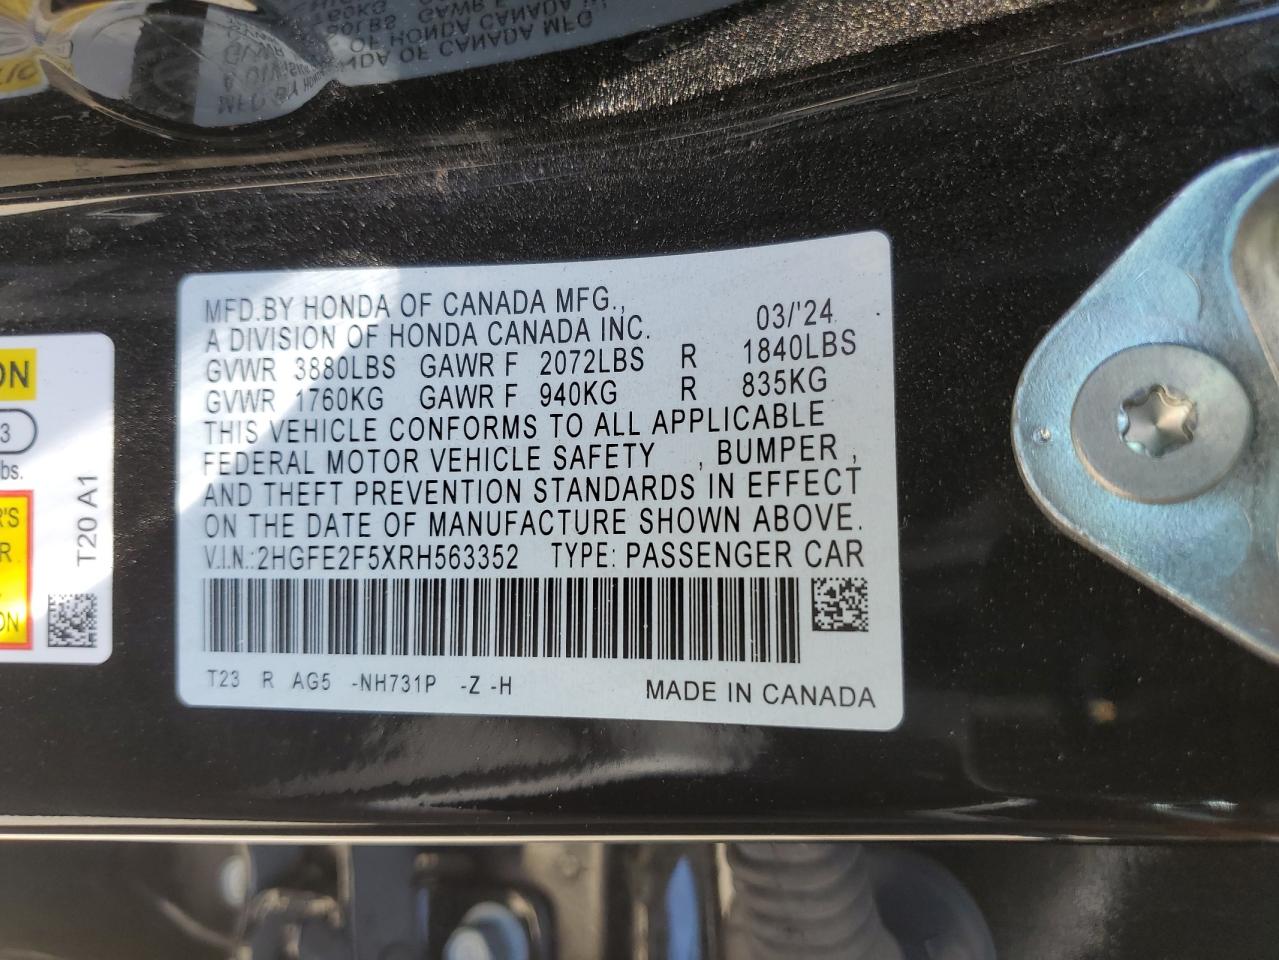 MFD.BY HONDA OF CANADA MFG.,
A DIVISION OF HONDA CANADA INC. 03/'24
GVWR 3880LBS GAWR F 2072LBS R 1840LBS
GVWR 1760KG GAWR F 940KG R 835KG
THIS VEHICLE CONFORMS TO ALL APPLICABLE
FEDERAL MOTOR VEHICLE SAFETY , BUMPER ,
AND THEFT PREVENTION STANDARDS IN EFFECT
ON THE DATE OF MANUFACTURE SHOWN ABOVE.
V.I.N.:2HGFE2F5XRH563352 TYPE: PASSENGER CAR
T23 R AG5 -NH731P -Z -H MADE IN CANADA
T20 A1